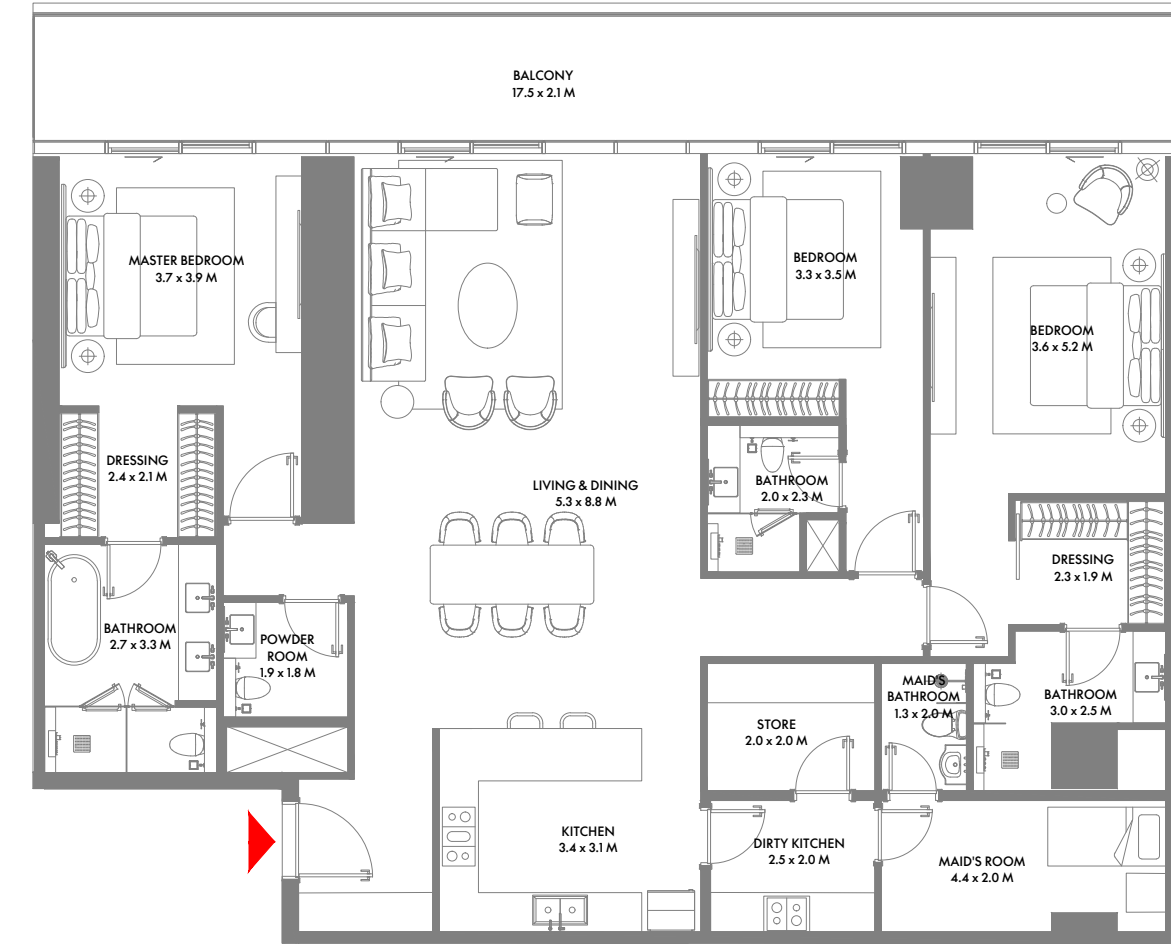 BALCONY
17.5 x 2.1 M
MASTER BEDROOM
3.7 x 3.9 M
BEDROOM
3.3 x 3.5 M
BEDROOM
3.6 x 5.2 M
DRESSING
2.4 x 2.1 M
LIVING & DINING
5.3 x 8.8 M
BATHROOM
2.0 x 2.3 M
DRESSING
2.3 x 1.9 M
BATHROOM
2.7 x 3.3 M
POWDER
ROOM
1.9 x 1.8 M
STORE
2.0 x 2.0 M
MAID'S
BATHROOM
1.3 x 2.0 M
BATHROOM
3.0 x 2.5 M
KITCHEN
3.4 x 3.1 M
DIRTY KITCHEN
2.5 x 2.0 M
MAID'S ROOM
4.4 x 2.0 M